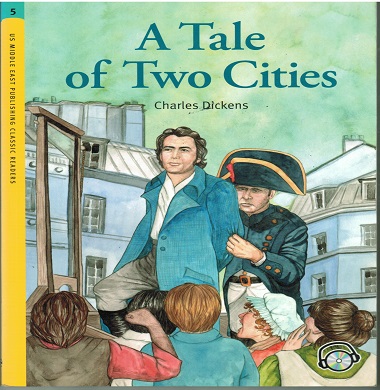 5
US MIDDLE EAST PUBLISHING CLASSIC READERS
A Tale
of Two Cities
Charles Dickens